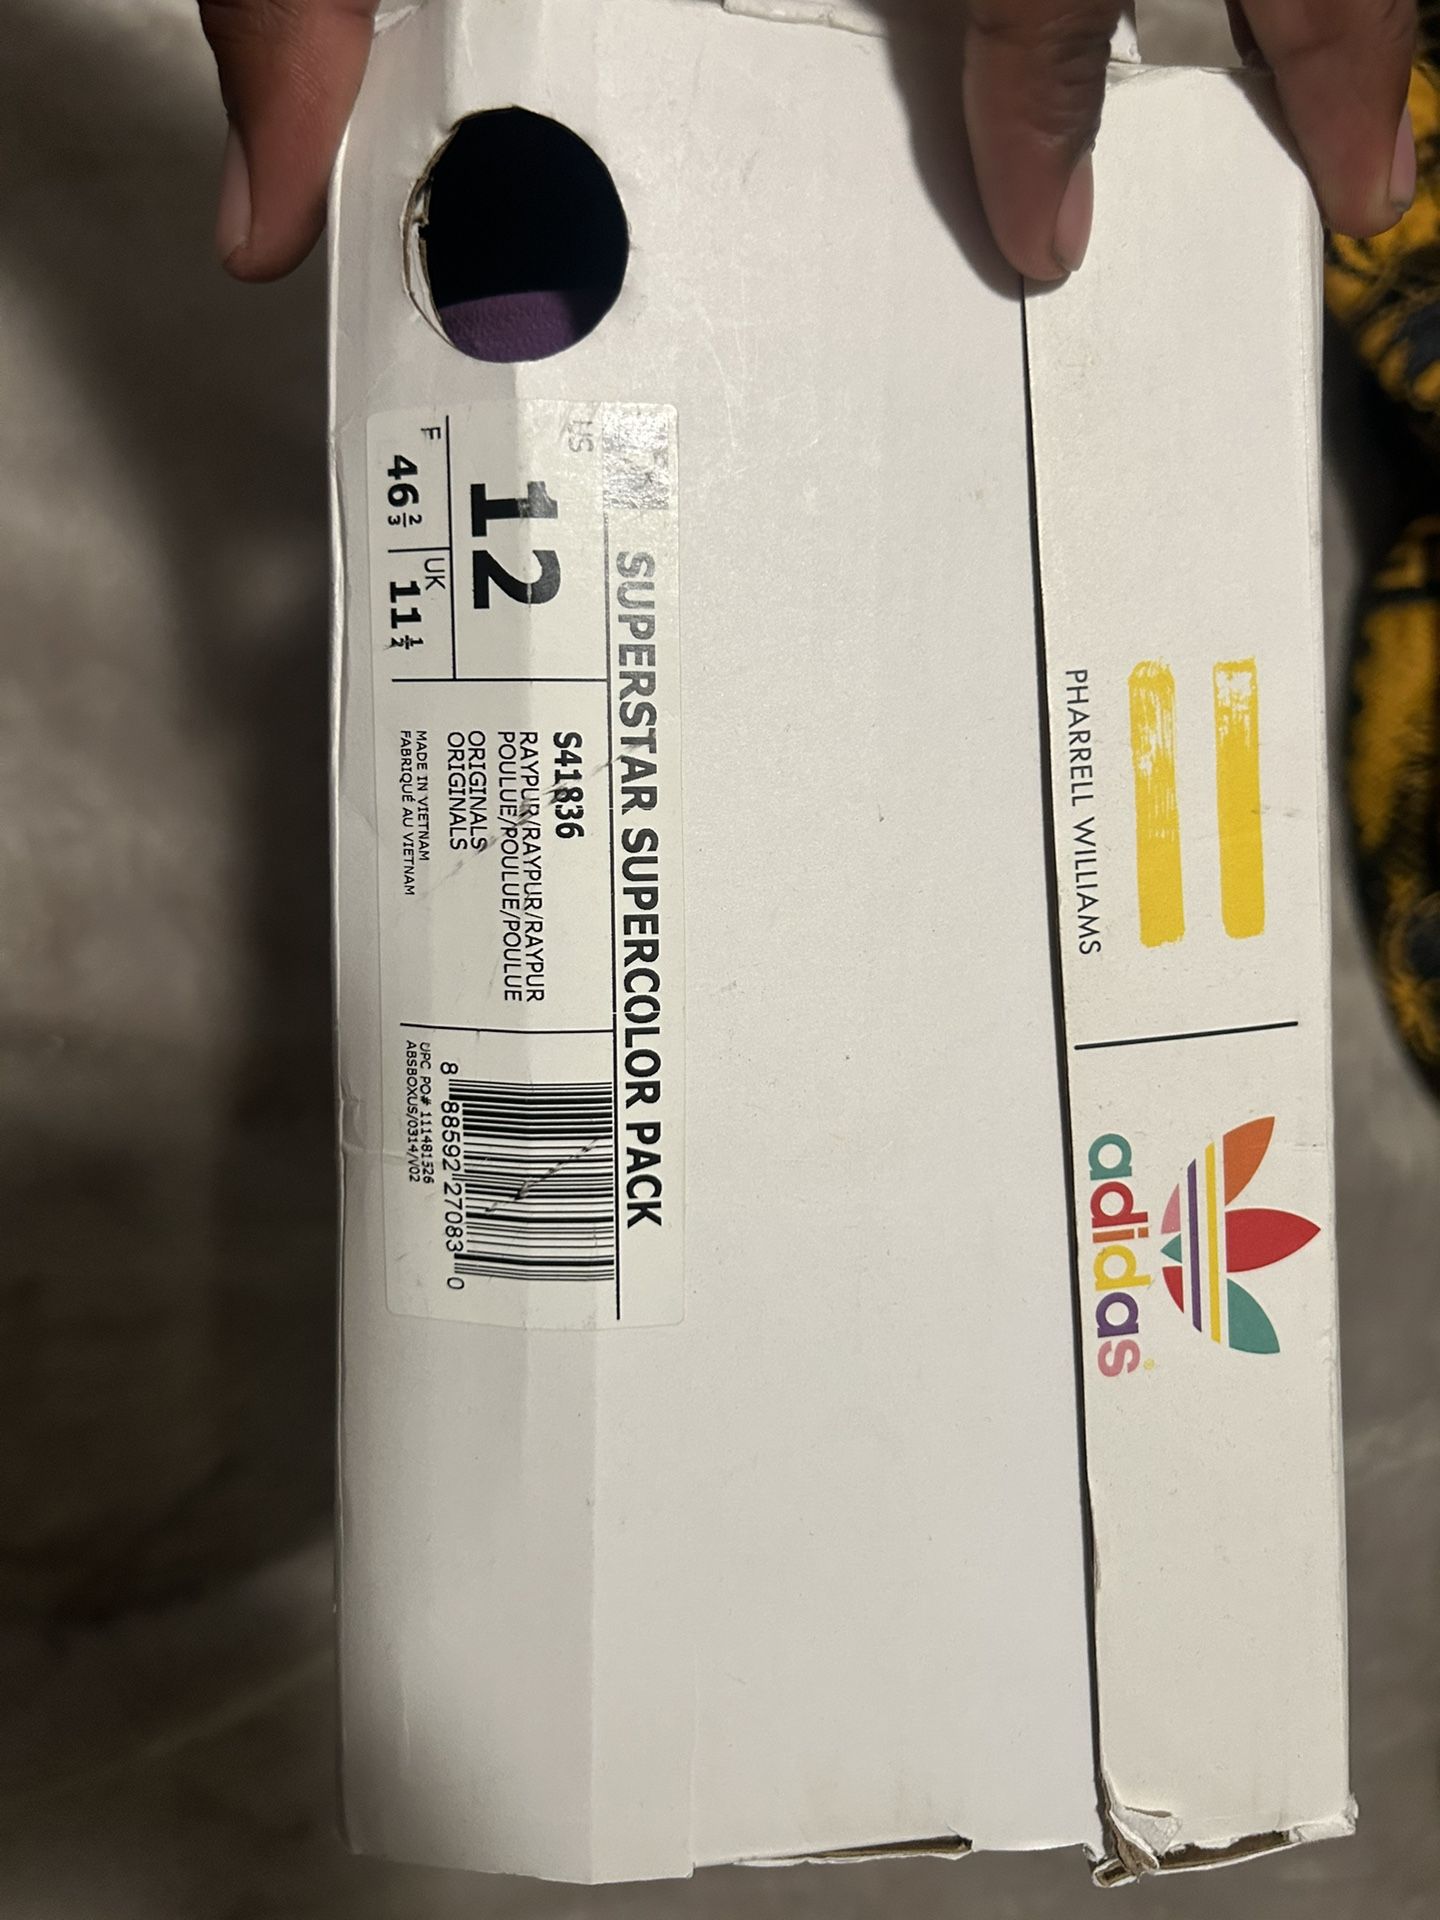 PHARRELL WILLIAMS
adidas
SUPERSTAR SUPERCOLOR PACK
US
12
F
46 2/3
UK
11 1/2
S41836
RAYPUR/RAYPUR/RAYPUR
POULUE/POULUE/POULUE
ORIGINALS
ORIGINALS
MADE IN VIETNAM
FABRIQUÉ AU VIETNAM
8 88592 27083 0
UPC PO# 111481526
ABSBOXUS/0314/V02